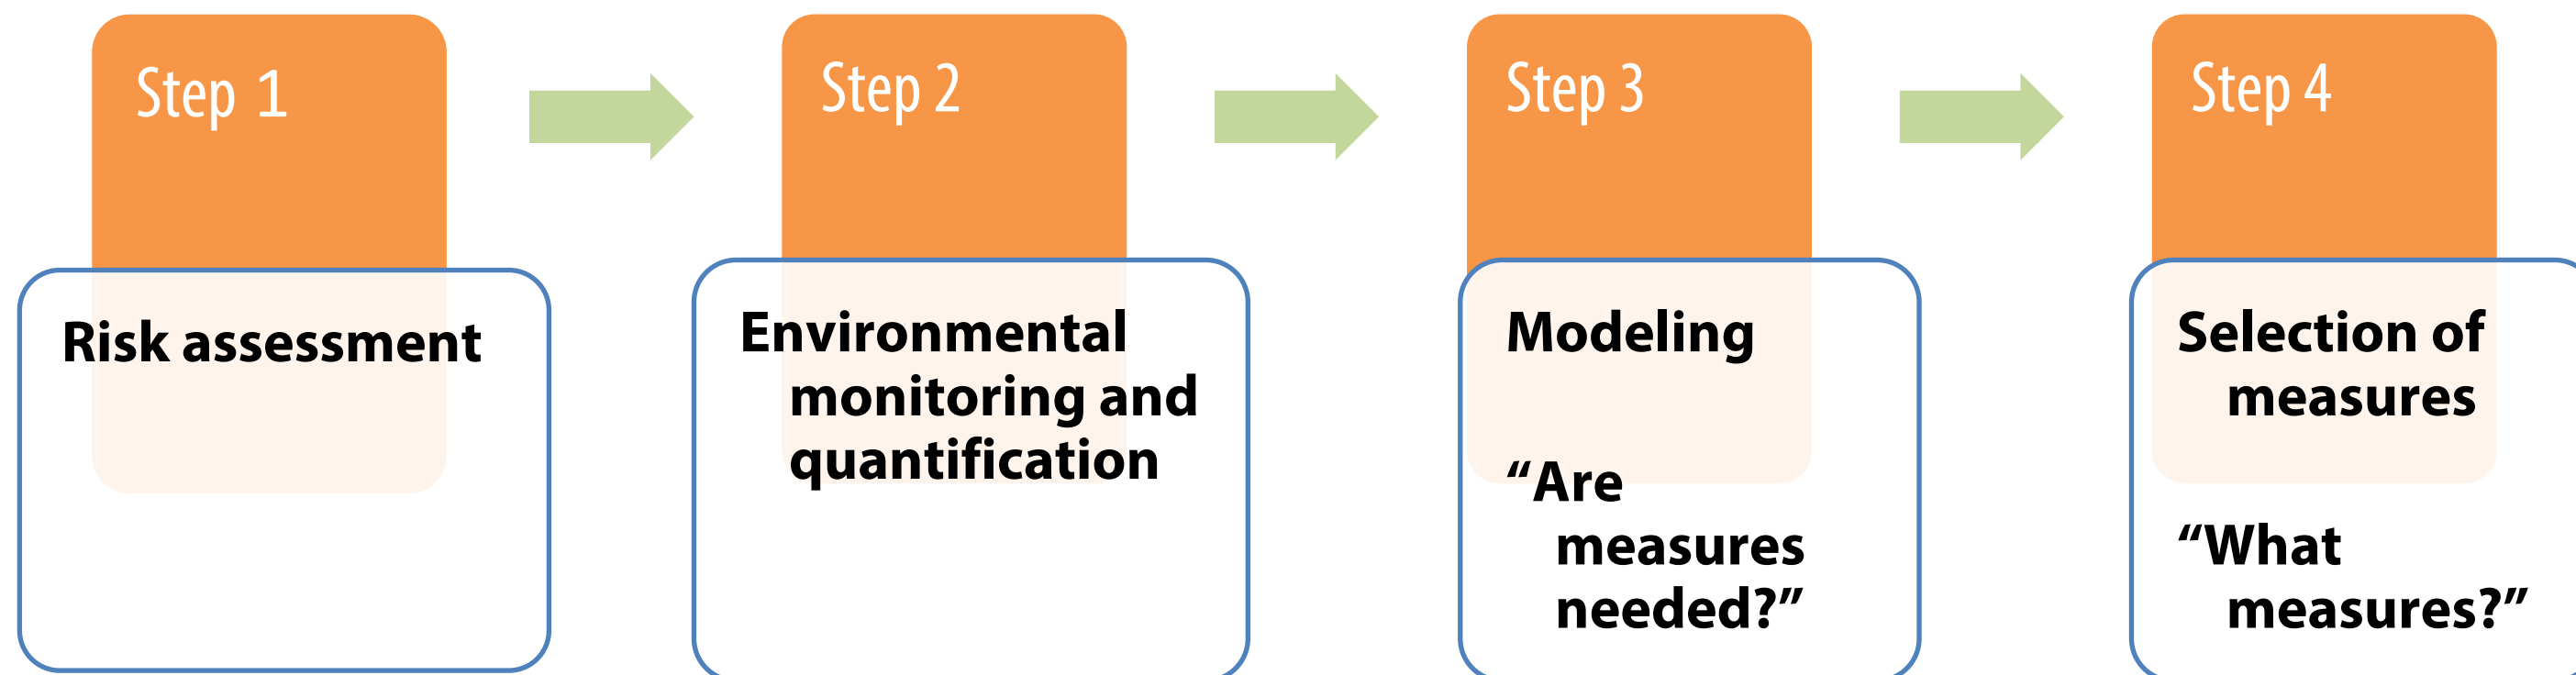 Step 1
Risk assessment
Step 2
Environmental
monitoring and
quantification
Step 3
Modeling
“Are
measures
needed?”
Step 4
Selection of
measures
“What
measures?”